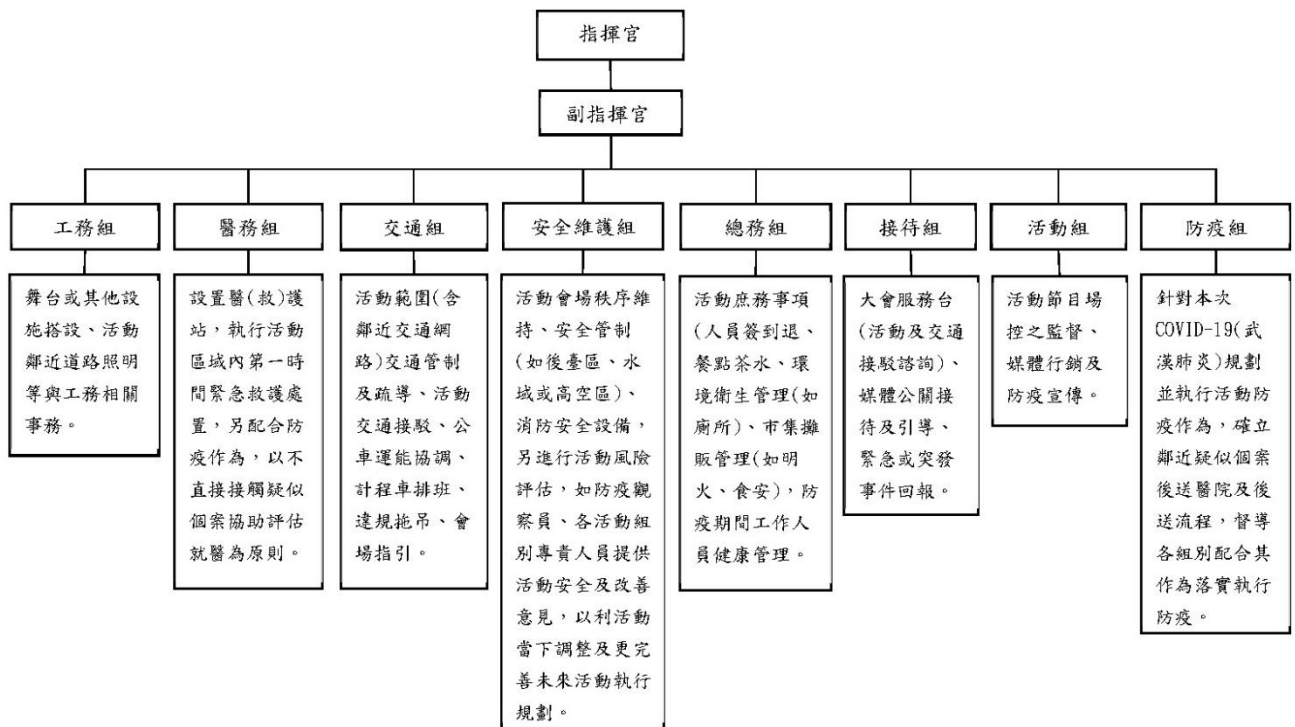 指揮官
副指揮官
工務組
醫務組
交通組
安全維護組
總務組
接待組
活動組
防疫組
舞台或其他設
施搭設、活動
鄰近道路照明
等與工務相關
事務。
設置醫(救)護
站，執行活動
區域內第一時
間緊急救護處
置，另配合防
疫作為，以不
直接接觸疑似
個案協助評估
就醫為原則。
活動範圍(含
鄰近交通網
路)交通管制
及疏導、活動
交通接駁、公
車運能協調、
計程車排班、
違規拖吊、會
場指引。
活動會場秩序維
持、安全管制
(如後臺區、水
域或高空區)、
消防安全設備，
另進行活動風險
評估，如防疫觀
察員、各活動組
別專責人員提供
活動安全及改善
意見，以利活動
當下調整及更完
善未來活動執行
規劃。
活動庶務事項
(人員簽到退、
餐點茶水、環
境衛生管理(如
廁所)、市集攤
販管理(如明
火、食安)，防
疫期間工作人
員健康管理。
大會服務台
(活動及交通
接駁諮詢)、
媒體公關接
待及引導、
緊急或突發
事件回報。
活動節目場
控之監督、
媒體行銷及
防疫宣傳。
針對本次
COVID-19(武
漢肺炎)規劃
並執行活動防
疫作為，確立
鄰近疑似個案
後送醫院及後
送流程，督導
各組別配合其
作為落實執行
防疫。